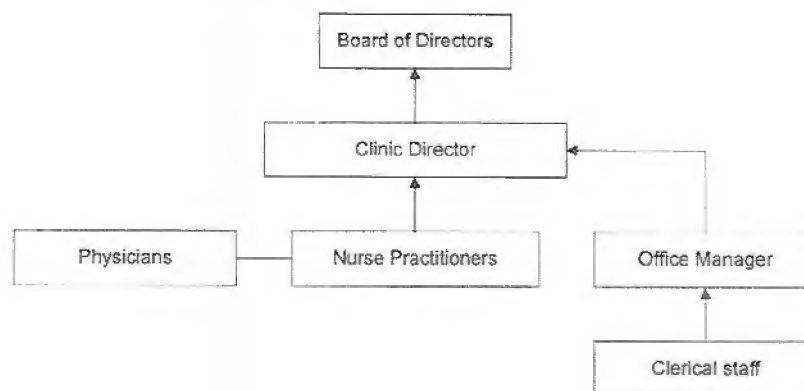 Board of Directors
Clinic Director
Physicians
Nurse Practitioners
Office Manager
Clerical staff